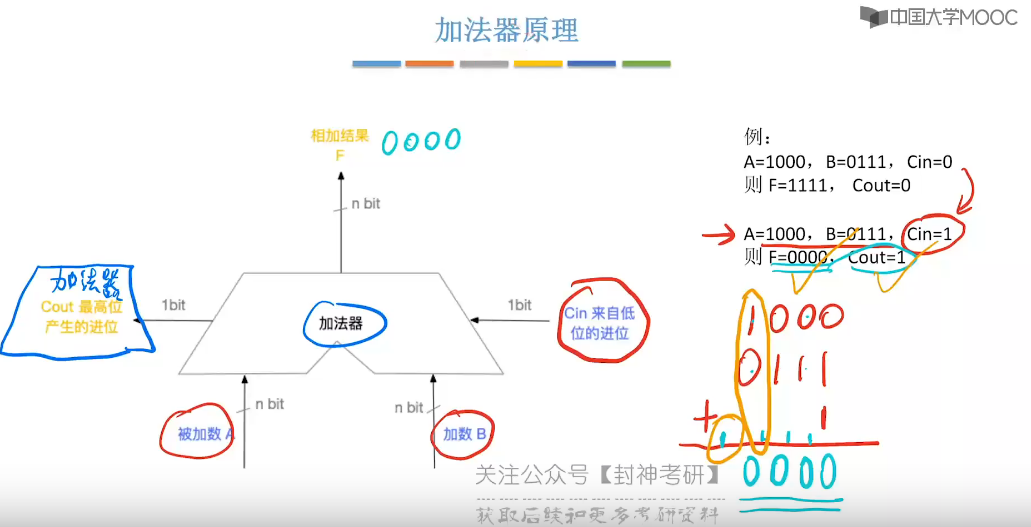 中国大学MOOC
加法器原理
相加结果
F
0000
n bit
例：
A=1000，B=0111，Cin=0
则 F=1111， Cout=0
A=1000，B=0111，Cin=1
则 F=0000，Cout=1
加法器
Cout 最高位
产生的进位
1bit
加法器
1bit
Cin 来自低
位的进位
n bit
n bit
被加数 A
加数 B
1000
0111
+ 1
1 1 1 1
0000
关注公众号【封神考研】
获取后续和更多考研资料